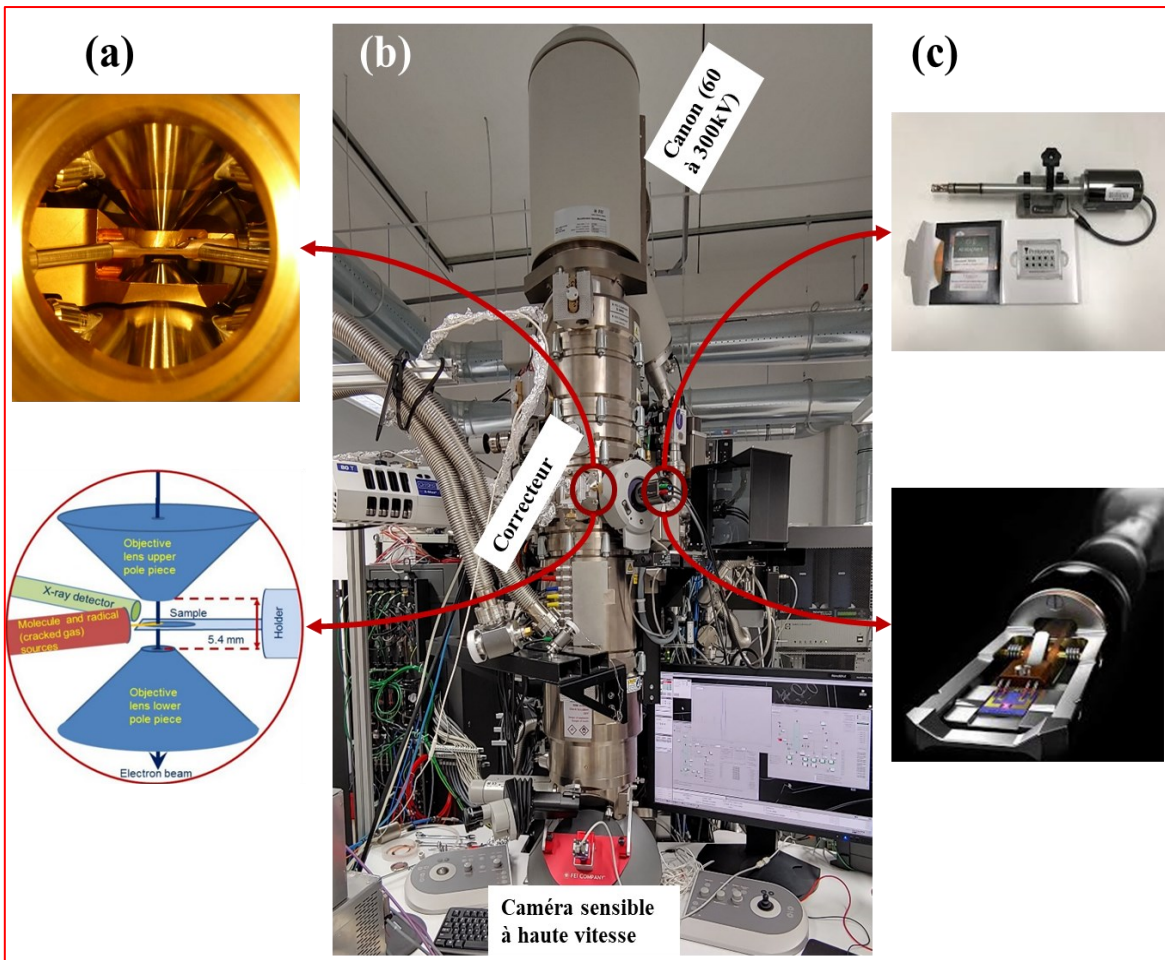 (a)
(b)
(c)
Canon (60
à 300kV)
Correcteur
Objective
lens upper
pole piece
X-ray detector
Sample
Molecule and radical
(cracked gas)
sources
5.4 mm
Holder
Objective
lens lower
pole piece
Electron beam
FEI COMPANY
Caméra sensible
à haute vitesse